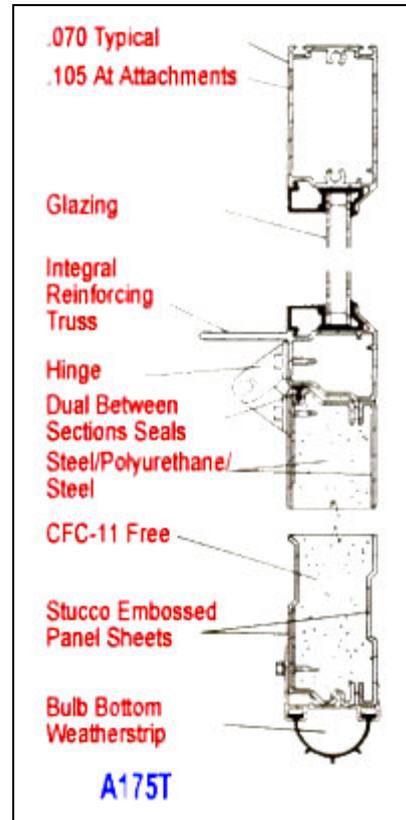 .070 Typical
.105 At Attachments
Glazing
Integral
Reinforcing
Truss
Hinge
Dual Between
Sections Seals
Steel/Polyurethane/
Steel
CFC-11 Free
Stucco Embossed
Panel Sheets
Bulb Bottom
Weatherstrip
A175T